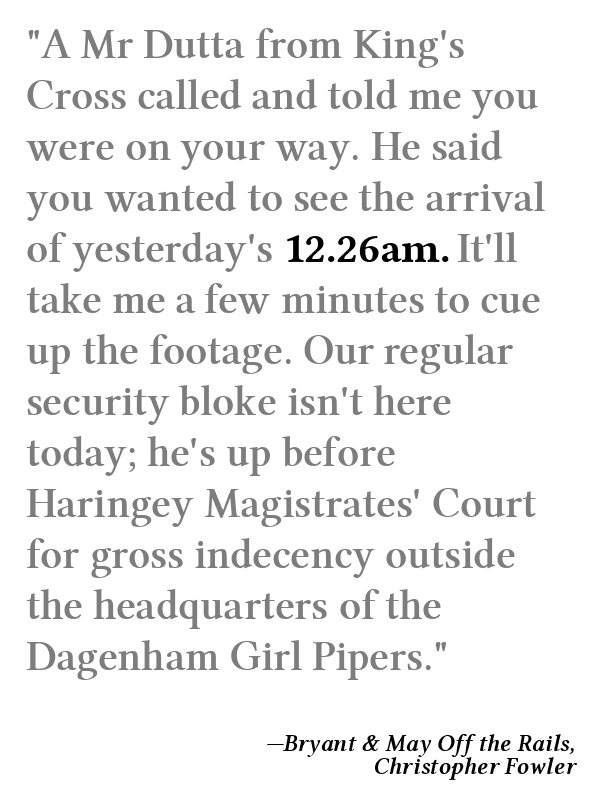 "A Mr Dutta from King's
Cross called and told me you
were on your way. He said
you wanted to see the arrival
of yesterday's 12.26am. It'll
take me a few minutes to cue
up the footage. Our regular
security bloke isn't here
today; he's up before
Haringey Magistrates' Court
for gross indecency outside
the headquarters of the
Dagenham Girl Pipers."
—Bryant & May Off the Rails,
Christopher Fowler